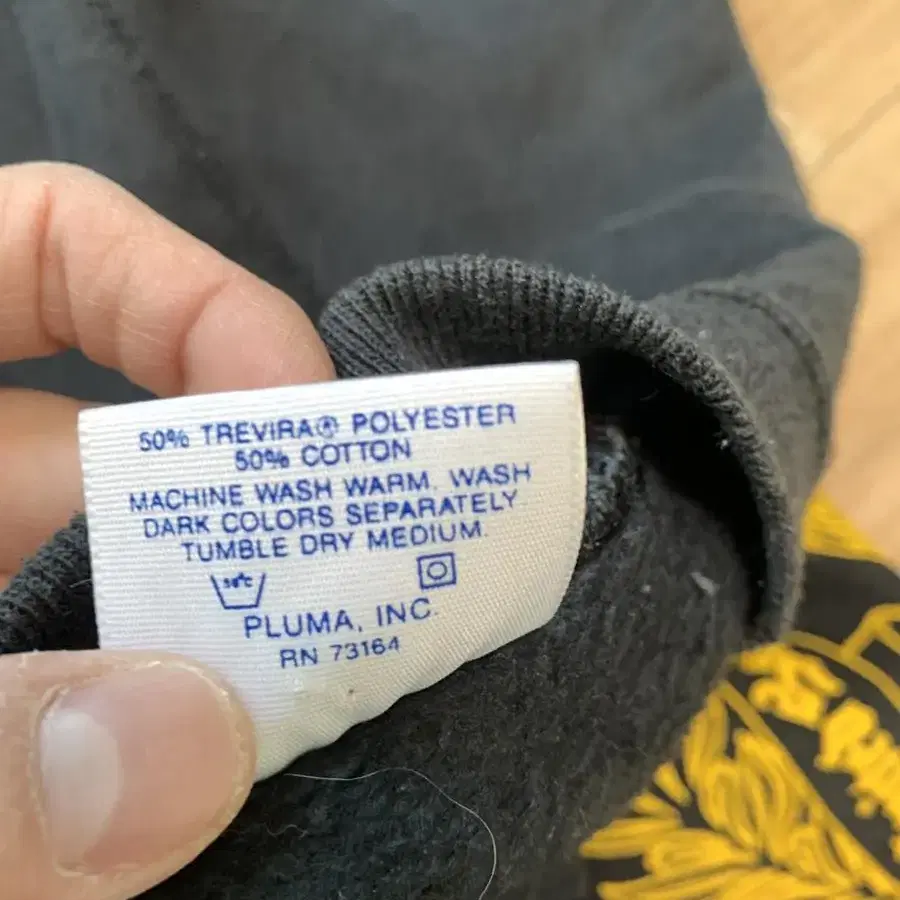 50% TREVIRA® POLYESTER
50% COTTON
MACHINE WASH WARM, WASH
DARK COLORS SEPARATELY.
TUMBLE DRY MEDIUM.
PLUMA, INC.
RN 73164